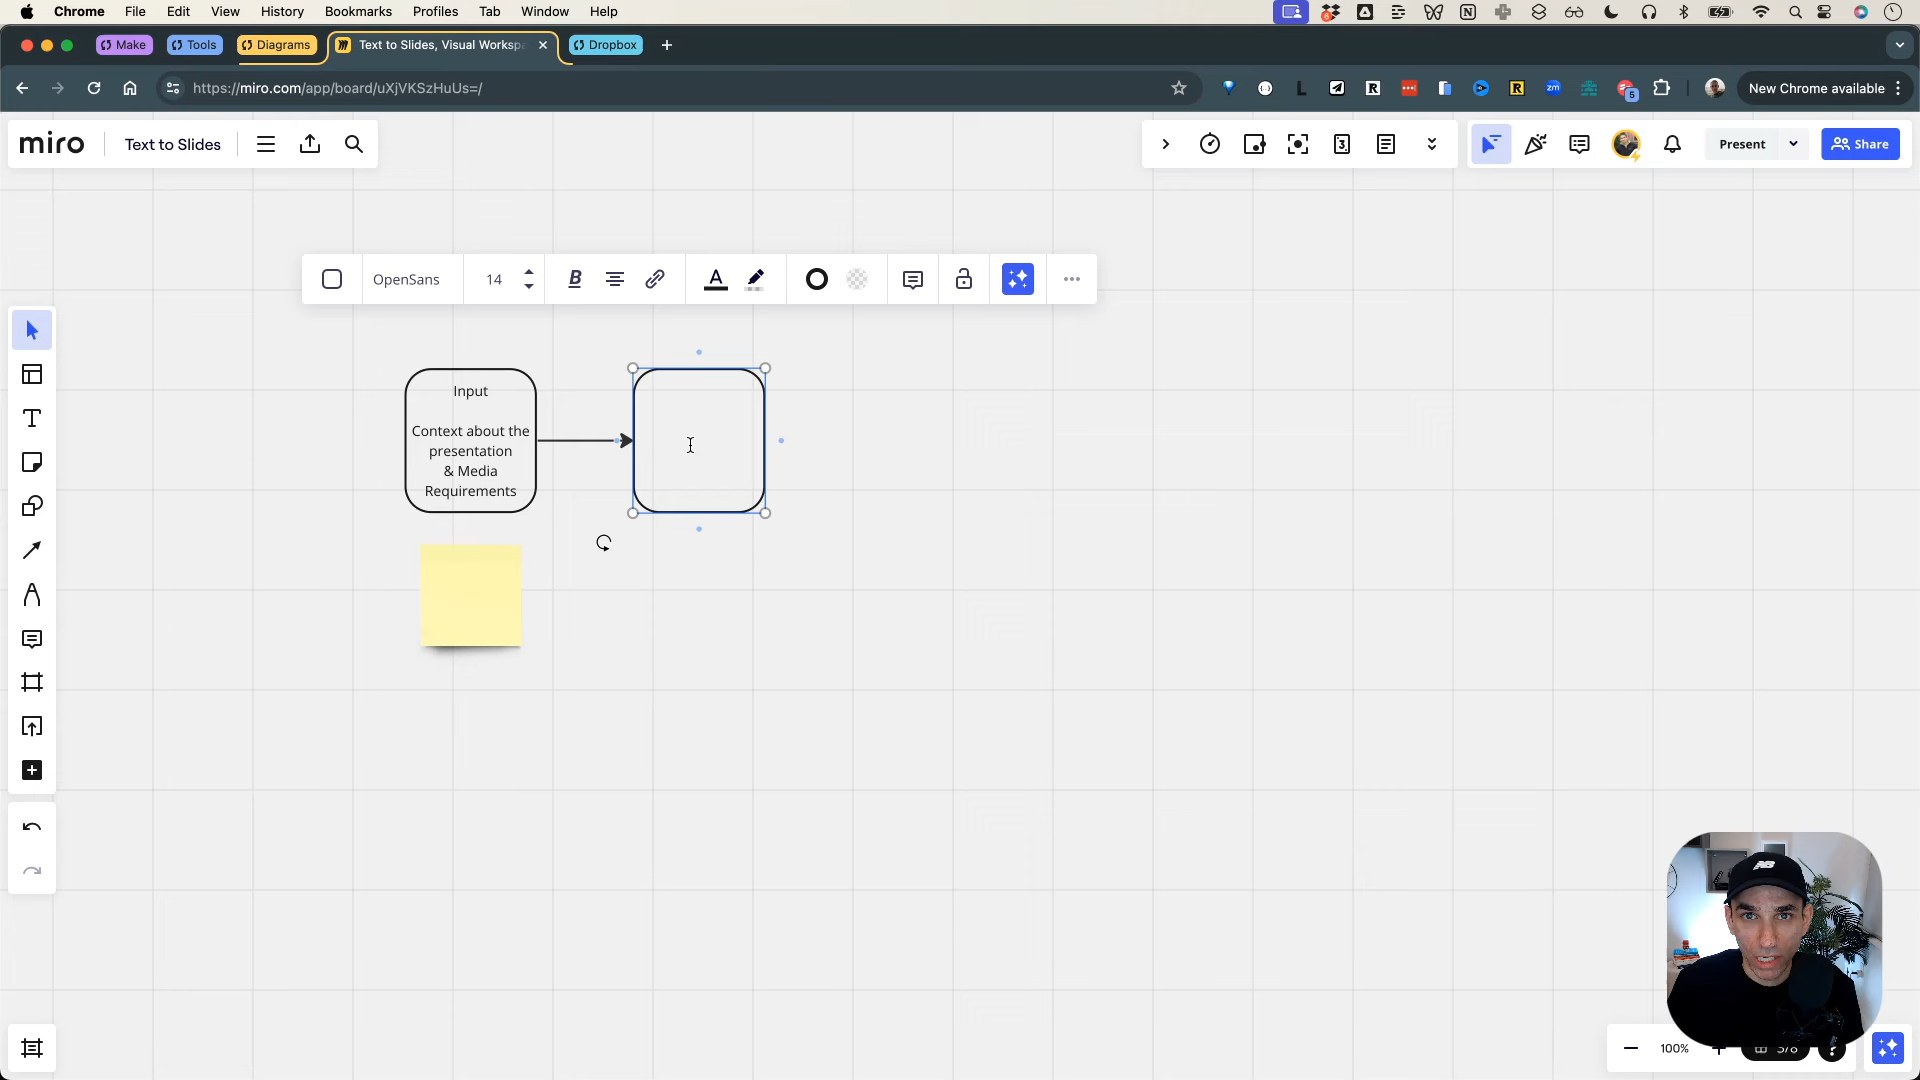 Chrome File Edit View History Bookmarks Profiles Tab Window Help
Make Tools Diagrams Text to Slides, Visual Workspa Dropbox
https://miro.com/app/board/uXjVKSzHuUs=/
New Chrome available
miro Text to Slides
Present Share
OpenSans 14
Input
Context about the
presentation
& Media
Requirements
100%